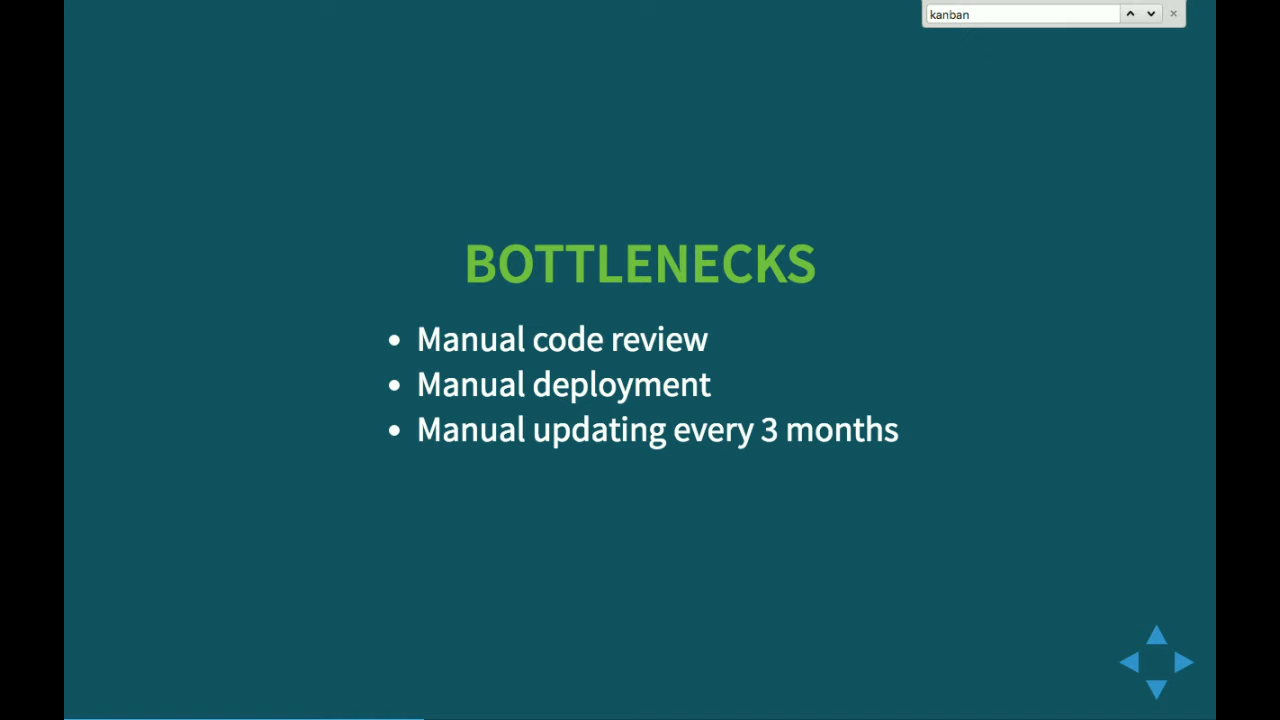 kanban
BOTTLENECKS
• Manual code review
• Manual deployment
• Manual updating every 3 months